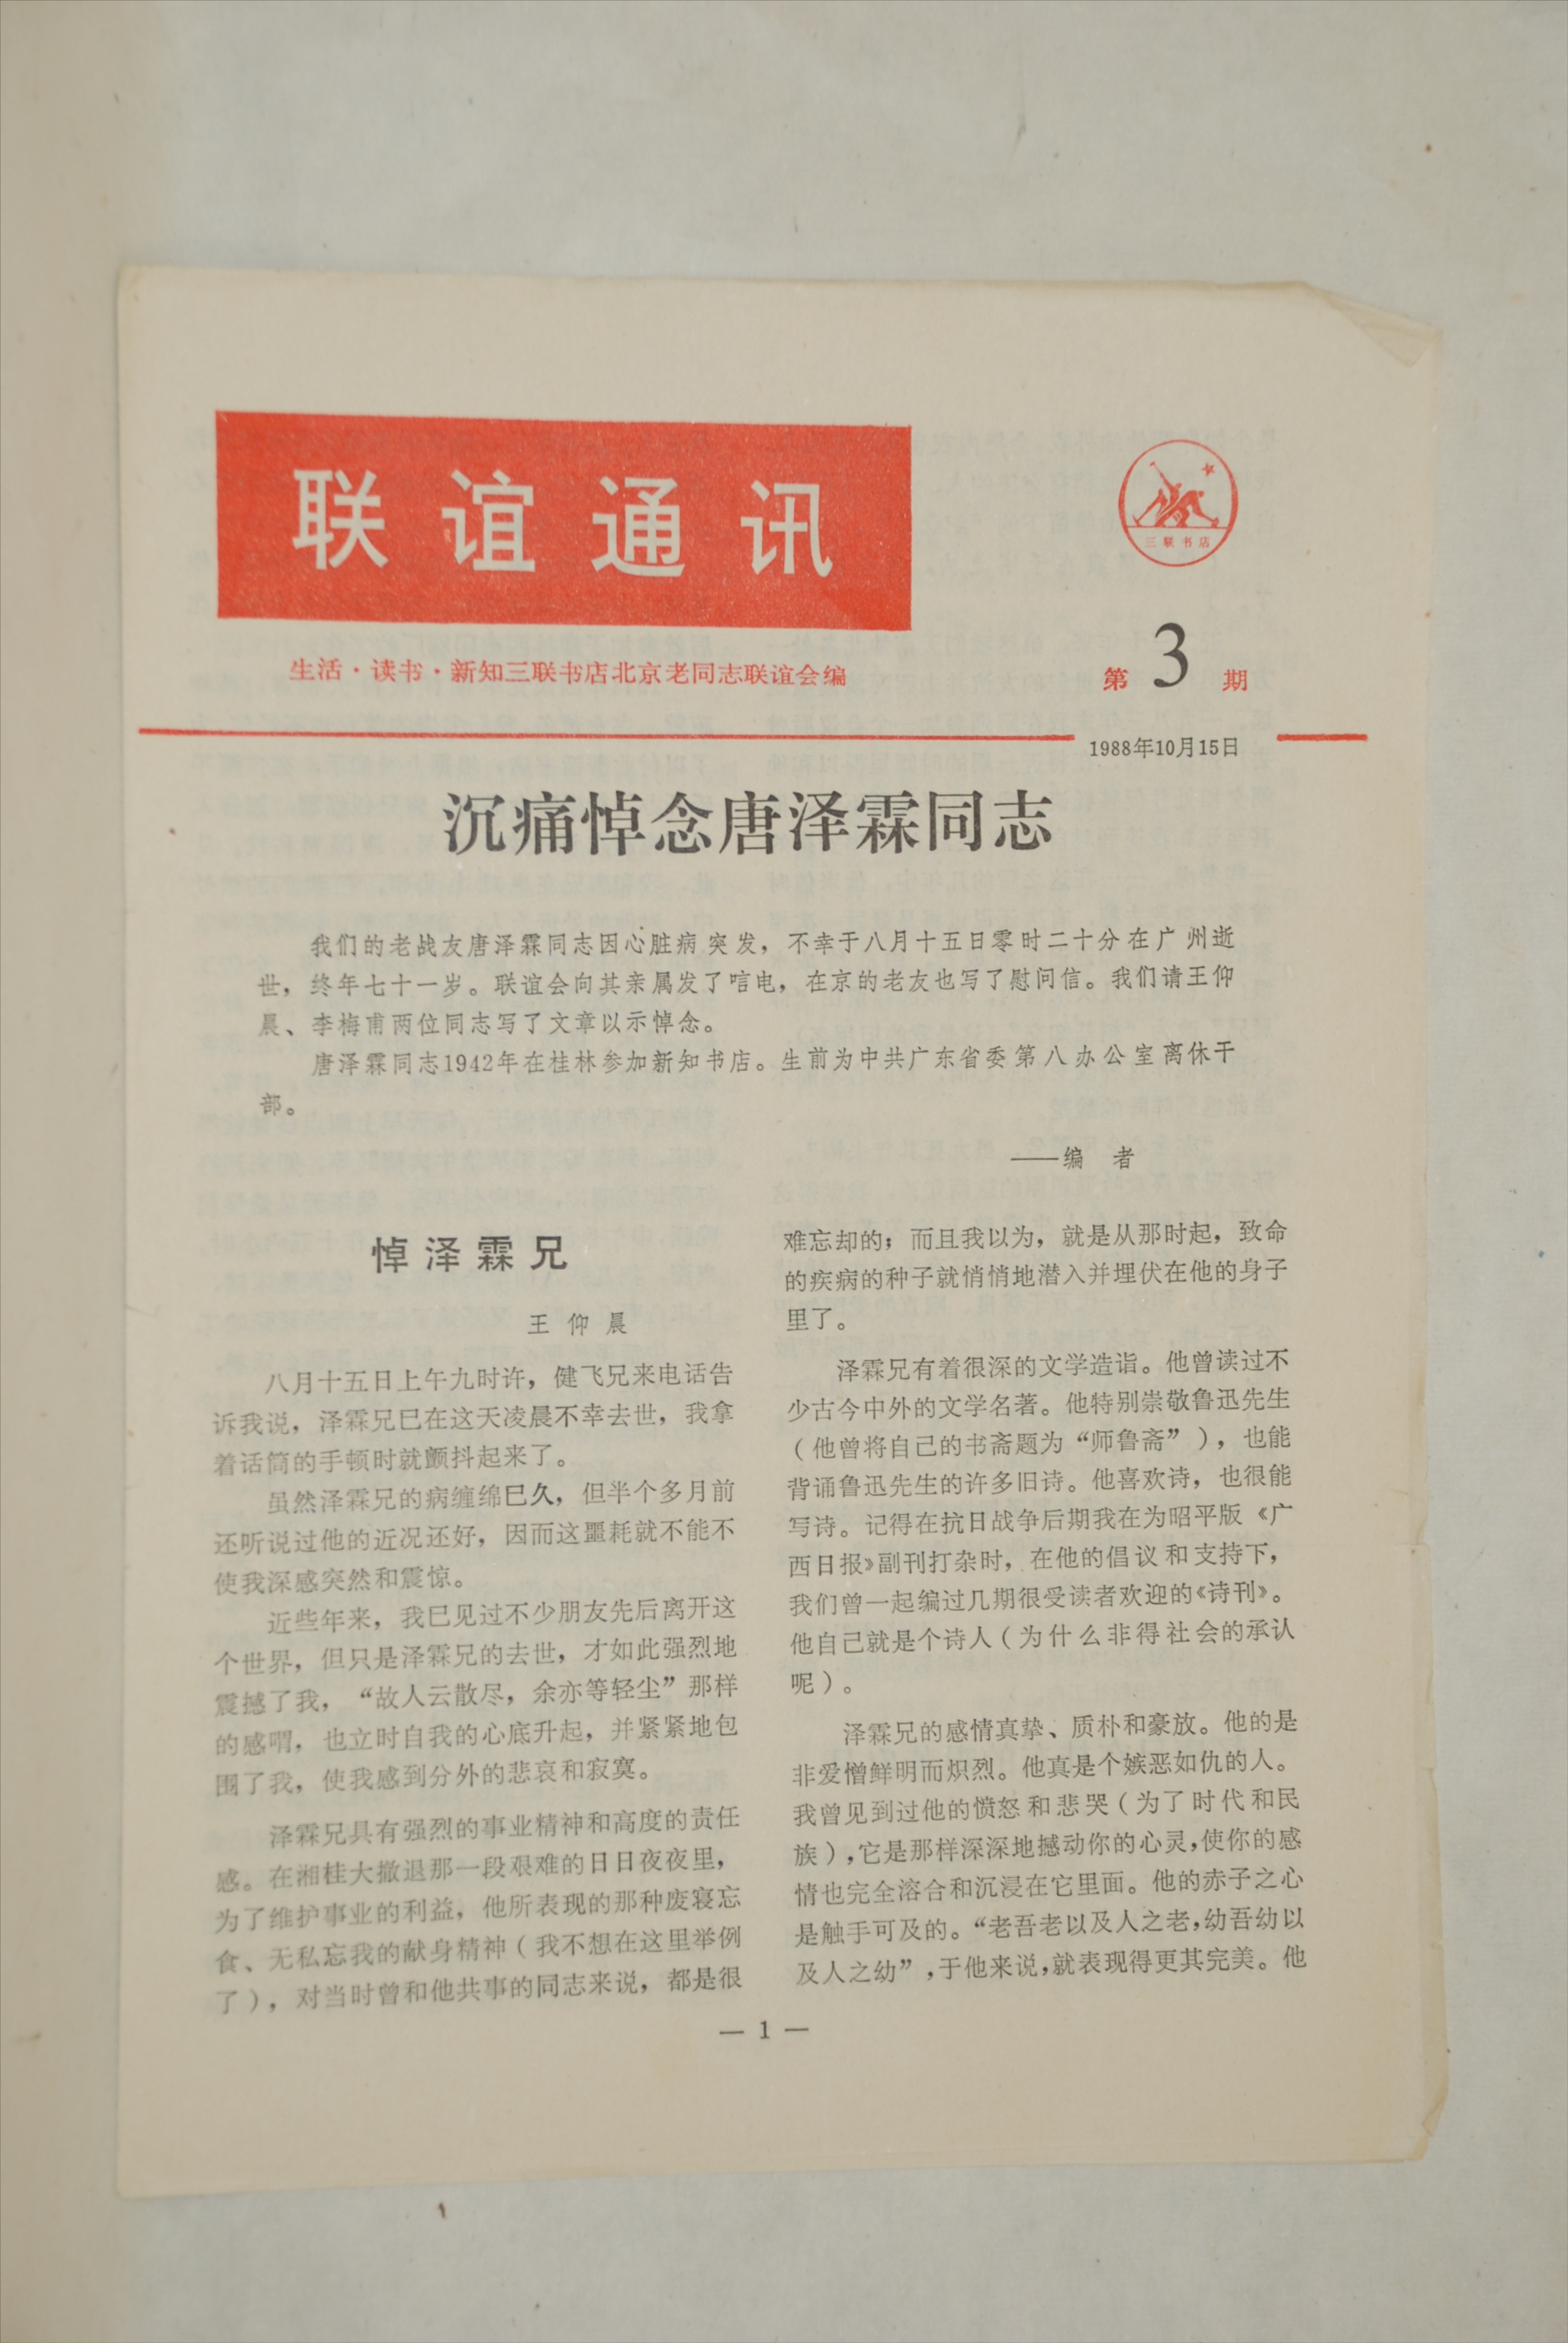 联谊通讯
三联书店
生活·读书·新知三联书店北京老同志联谊会编
第3期
1988年10月15日
沉痛悼念唐泽霖同志
我们的老战友唐泽霖同志因心脏病突发，不幸于八月十五日零时二十分在广州逝
世，终年七十一岁。联谊会向其亲属发了唁电，在京的老友也写了慰问信。我们请王仰
晨、李梅甫两位同志写了文章以示悼念。
唐泽霖同志1942年在桂林参加新知书店。生前为中共广东省委第八办公室离休干
部。
——编 者
悼泽霖兄
王仰晨
八月十五日上午九时许，健飞兄来电话告
诉我说，泽霖兄巳在这天凌晨不幸去世，我拿
着话筒的手顿时就颤抖起来了。
虽然泽霖兄的病缠绵巳久，但半个多月前
还听说过他的近况还好，因而这噩耗就不能不
使我深感突然和震惊。
近些年来，我巳见过不少朋友先后离开这
个世界，但只是泽霖兄的去世，才如此强烈地
震撼了我，“故人云散尽，余亦等轻尘”那样
的感喟，也立时自我的心底升起，并紧紧地包
围了我，使我感到分外的悲哀和寂寞。
泽霖兄具有强烈的事业精神和高度的责任
感。在湘桂大撤退那一段艰难的日日夜夜里，
为了维护事业的利益，他所表现的那种废寝忘
食、无私忘我的献身精神（我不想在这里举例
了），对当时曾和他共事的同志来说，都是很
难忘却的；而且我以为，就是从那时起，致命
的疾病的种子就悄悄地潜入并埋伏在他的身子
里了。
泽霖兄有着很深的文学造诣。他曾读过不
少古今中外的文学名著。他特别崇敬鲁迅先生
（他曾将自己的书斋题为“师鲁斋”），也能
背诵鲁迅先生的许多旧诗。他喜欢诗，也很能
写诗。记得在抗日战争后期我在为昭平版《广
西日报》副刊打杂时，在他的倡议和支持下，
我们曾一起编过几期很受读者欢迎的《诗刊》。
他自己就是个诗人（为什么非得社会的承认
呢）。
泽霖兄的感情真挚、质朴和豪放。他的是
非爱憎鲜明而炽烈。他真是个嫉恶如仇的人。
我曾见到过他的愤怒和悲哭（为了时代和民
族），它是那样深深地撼动你的心灵，使你的感
情也完全溶合和沉浸在它里面。他的赤子之心
是触手可及的。“老吾老以及人之老，幼吾幼以
及人之幼”，于他来说，就表现得更其完美。他
— 1 —